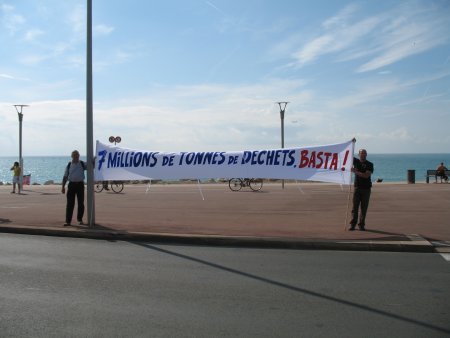 7 MILLIONS DE TONNES DE DECHETS, BASTA !